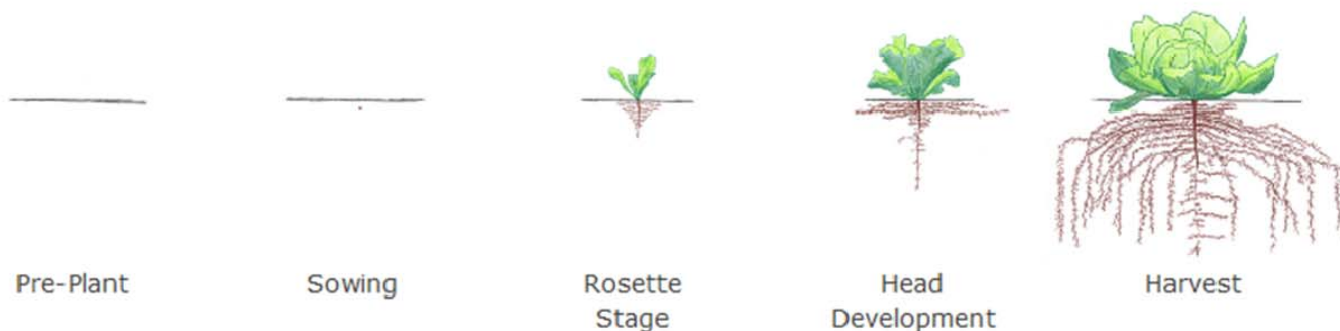 Pre-Plant
Sowing
Rosette
Stage
Head
Development
Harvest